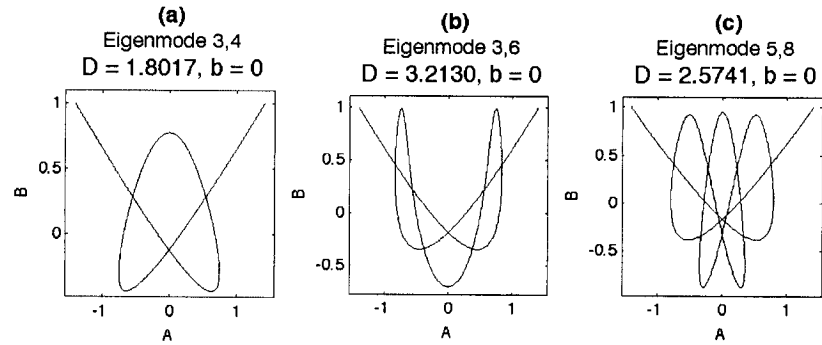 (a)
Eigenmode 3,4
D = 1.8017, b = 0
1
0.5
0
B
-1
0
1
A
(b)
Eigenmode 3,6
D = 3.2130, b = 0
1
0.5
0
-0.5
B
-1
0
1
A
(c)
Eigenmode 5,8
D = 2.5741, b = 0
1
0.5
0
-0.5
B
-1
0
1
A